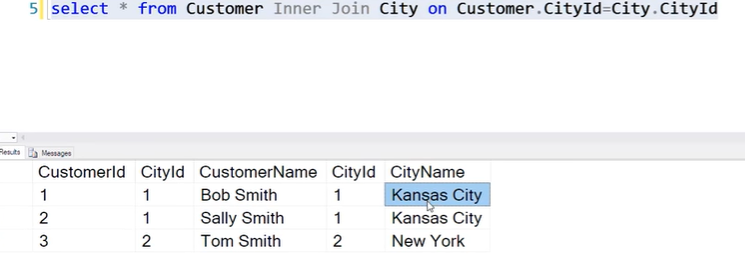 5 select * from Customer Inner Join City on Customer.CityId=City.CityId
Results Messages
CustomerId CityId CustomerName CityId CityName
1 1 Bob Smith 1 Kansas City
2 1 Sally Smith 1 Kansas City
3 2 Tom Smith 2 New York